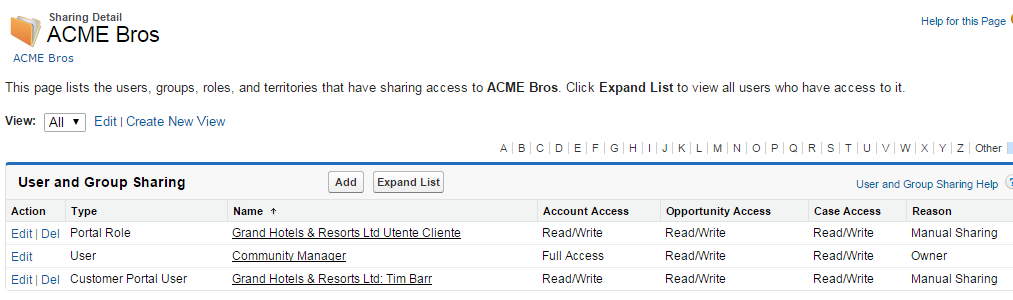 Sharing Detail
ACME Bros
Help for this Page
ACME Bros
This page lists the users, groups, roles, and territories that have sharing access to ACME Bros. Click Expand List to view all users who have access to it.
View: All ▼ Edit | Create New View
A | B | C | D | E | F | G | H | I | J | K | L | M | N | O | P | Q | R | S | T | U | V | W | X | Y | Z | Other
User and Group Sharing Add Expand List User and Group Sharing Help ?
Action Type Name ↑ Account Access Opportunity Access Case Access Reason
Edit | Del Portal Role Grand Hotels & Resorts Ltd Utente Cliente Read/Write Read/Write Read/Write Manual Sharing
Edit User Community Manager Full Access Read/Write Read/Write Owner
Edit | Del Customer Portal User Grand Hotels & Resorts Ltd: Tim Barr Read/Write Read/Write Read/Write Manual Sharing